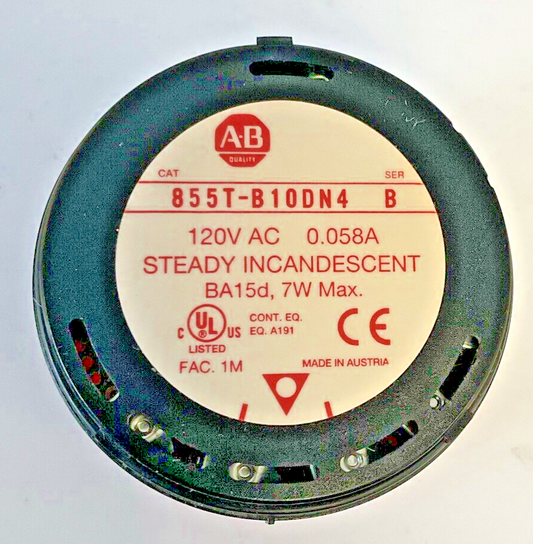 A-B
QUALITY
CAT SER
855T-B10DN4 B
120V AC 0.058A
STEADY INCANDESCENT
BA15d, 7W Max.
C UL US CONT. EQ. CE
EQ. A191
LISTED
FAC. 1M MADE IN AUSTRIA